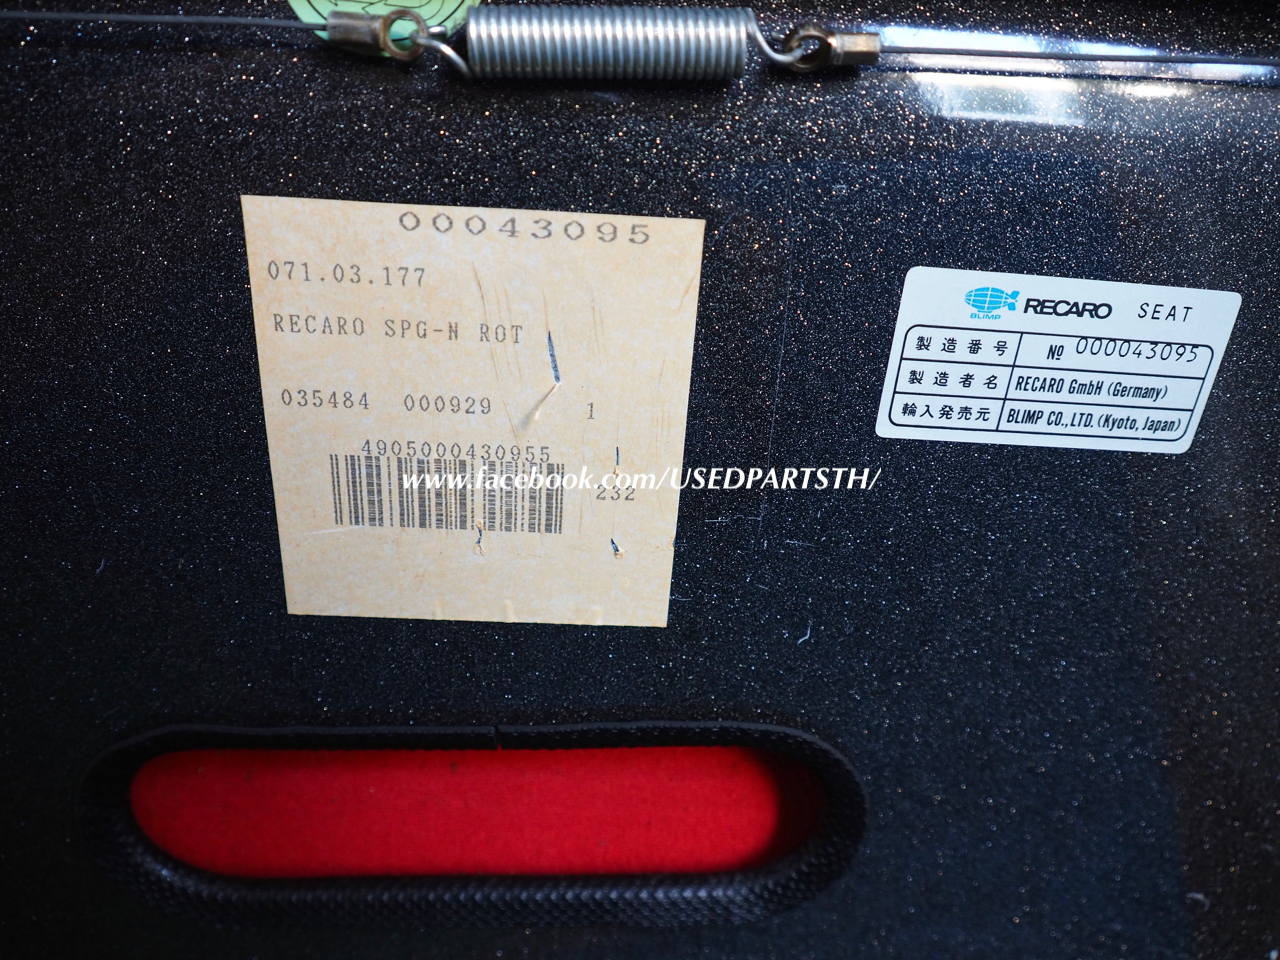 00043095
071.03.177
RECARO SPG-N ROT
035484 000929 1
4905000430955
www.facebook.com/USEDPARTSTH/
232
BLIMP RECARO SEAT
製造番号 № 000043095
製造者名 RECARO GmbH (Germany)
輸入発売元 BLIMP CO., LTD. (Kyoto, Japan)